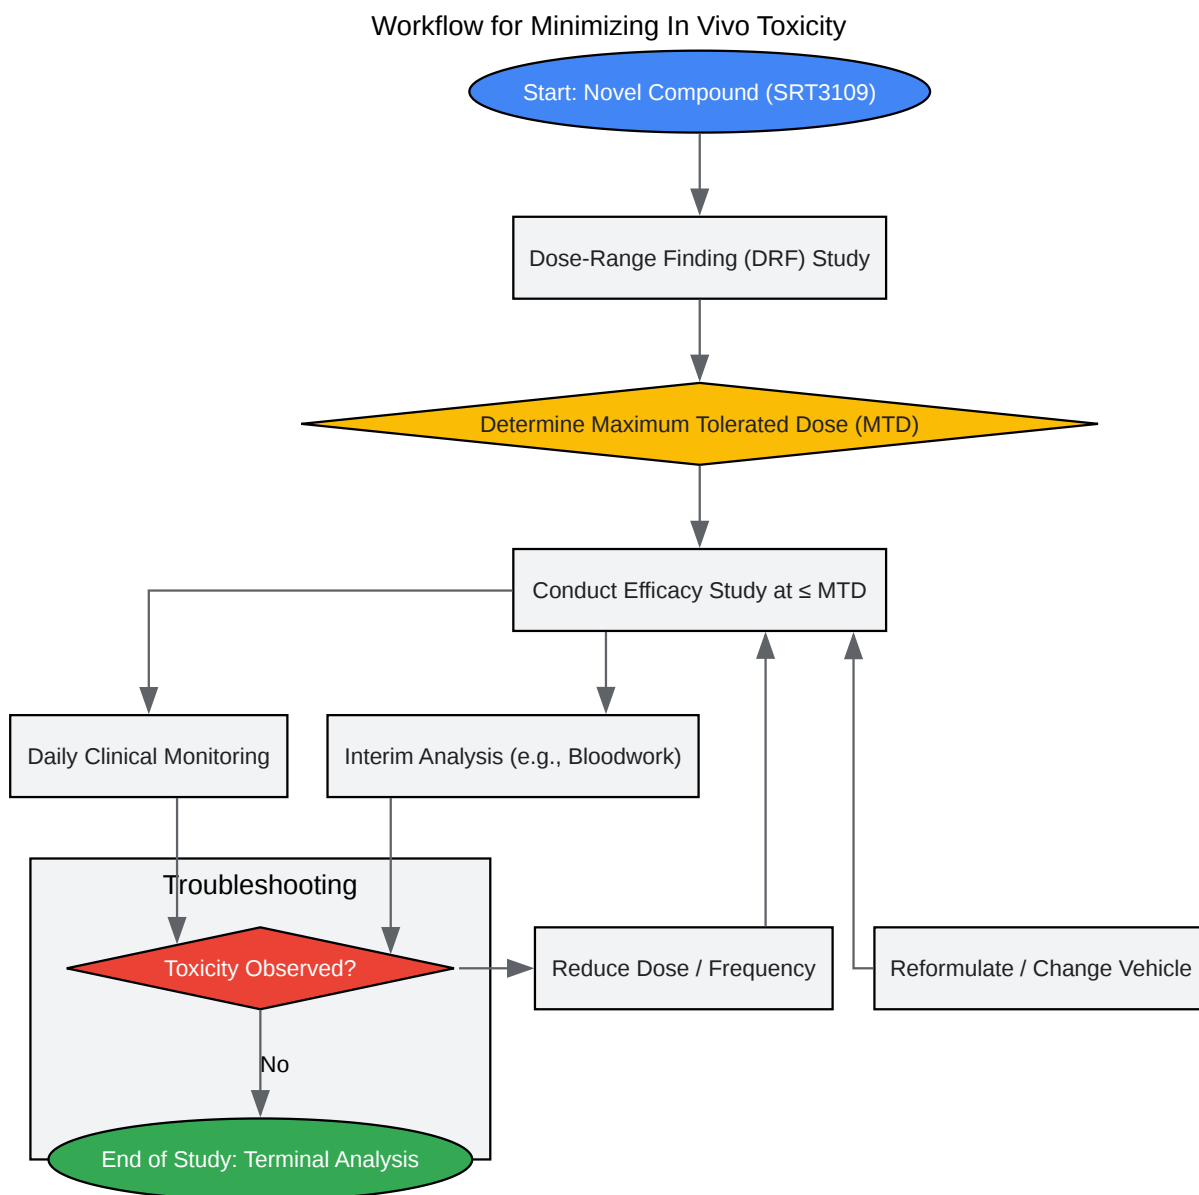 Workflow for Minimizing In Vivo Toxicity
Start: Novel Compound (SRT3109)
Dose-Range Finding (DRF) Study
Determine Maximum Tolerated Dose (MTD)
Conduct Efficacy Study at ≤ MTD
Daily Clinical Monitoring
Interim Analysis (e.g., Bloodwork)
Troubleshooting
Toxicity Observed?
Reduce Dose / Frequency
Reformulate / Change Vehicle
No
End of Study: Terminal Analysis